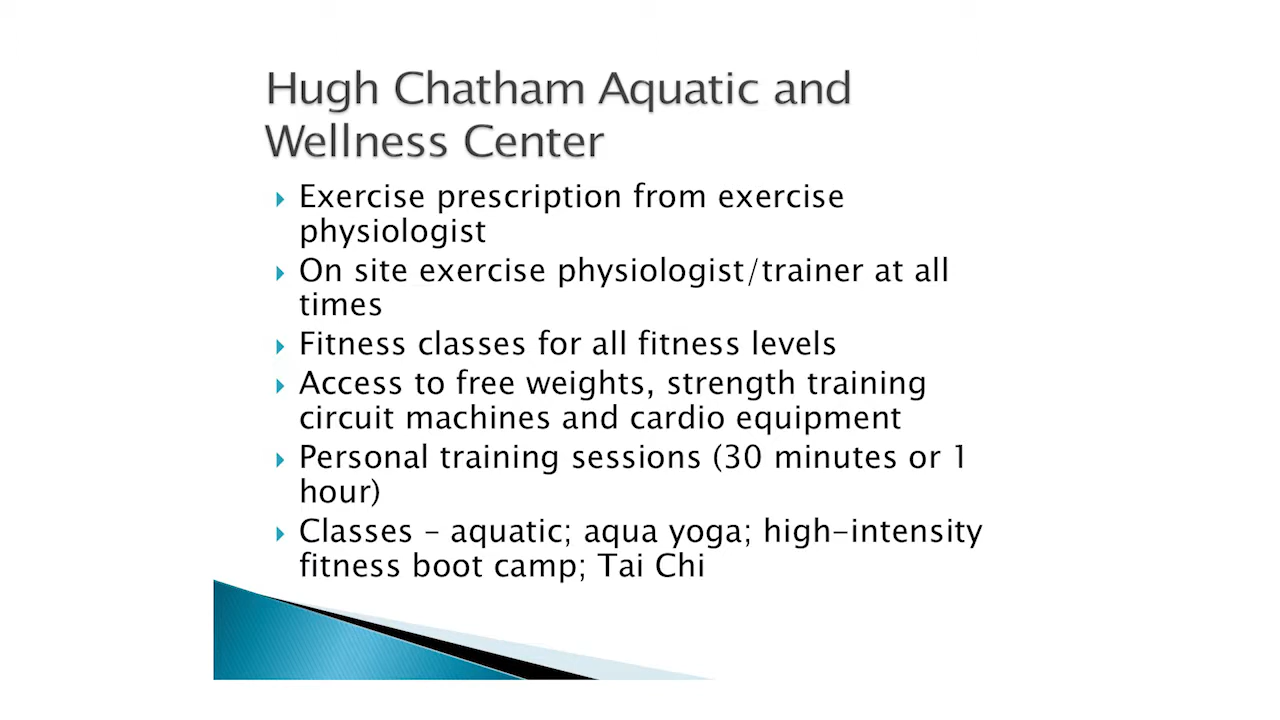 Hugh Chatham Aquatic and
Wellness Center
Exercise prescription from exercise
physiologist
On site exercise physiologist/trainer at all
times
Fitness classes for all fitness levels
Access to free weights, strength training
circuit machines and cardio equipment
Personal training sessions (30 minutes or 1
hour)
Classes – aquatic; aqua yoga; high-intensity
fitness boot camp; Tai Chi